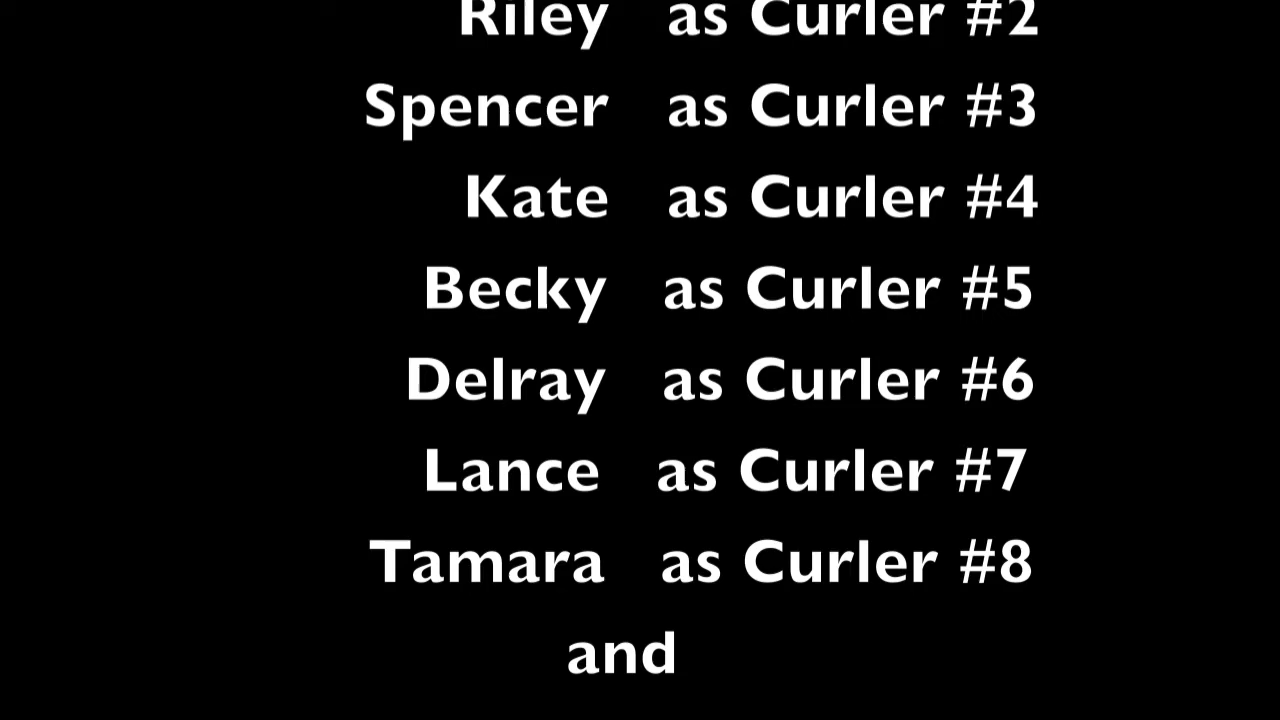 Riley as Curler #2
Spencer as Curler #3
Kate as Curler #4
Becky as Curler #5
Delray as Curler #6
Lance as Curler #7
Tamara as Curler #8
and